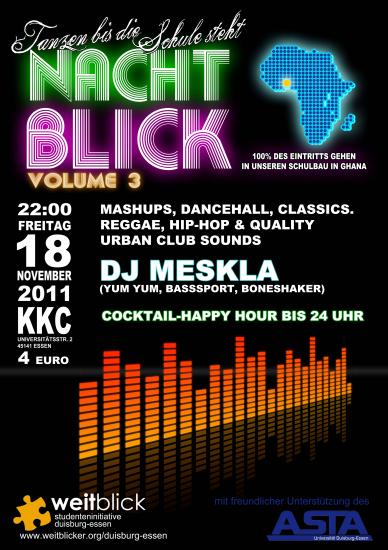 Tanzen bis die Schule steht
NACHT
BLICK
VOLUME 3
100% DES EINTRITTS GEHEN
IN UNSEREN SCHULBAU IN GHANA
22:00
FREITAG
18
NOVEMBER
2011
KKC
UNIVERSITÄTSSTR. 2
45141 ESSEN
4 EURO
MASHUPS, DANCEHALL, CLASSICS.
REGGAE, HIP-HOP & QUALITY
URBAN CLUB SOUNDS
DJ MESKLA
(YUM YUM, BASSSPORT, BONESHAKER)
COCKTAIL-HAPPY HOUR BIS 24 UHR
weitblick
studenteninitiative
duisburg-essen
www.weitblicker.org/duisburg-essen
mit freundlicher Unterstützung des
ASTA
Universität Duisburg-Essen